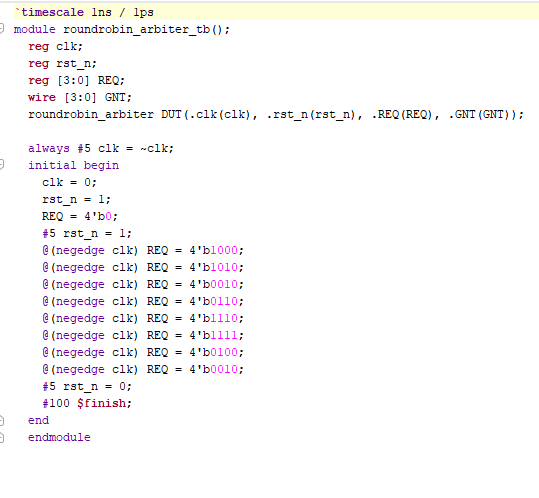 `timescale 1ns / 1ps
module roundrobin_arbiter_tb();
reg clk;
reg rst_n;
reg [3:0] REQ;
wire [3:0] GNT;
roundrobin_arbiter DUT(.clk(clk), .rst_n(rst_n), .REQ(REQ), .GNT(GNT));
always #5 clk = ~clk;
initial begin
clk = 0;
rst_n = 1;
REQ = 4'b0;
#5 rst_n = 1;
@(negedge clk) REQ = 4'b1000;
@(negedge clk) REQ = 4'b1010;
@(negedge clk) REQ = 4'b0010;
@(negedge clk) REQ = 4'b0110;
@(negedge clk) REQ = 4'b1110;
@(negedge clk) REQ = 4'b1111;
@(negedge clk) REQ = 4'b0100;
@(negedge clk) REQ = 4'b0010;
#5 rst_n = 0;
#100 $finish;
end
endmodule